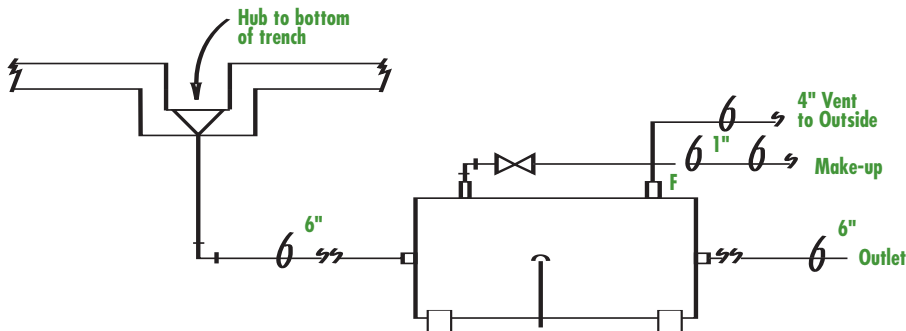 Hub to bottom
of trench
4" Vent
to Outside
1"
Make-up
F
6"
6"
Outlet